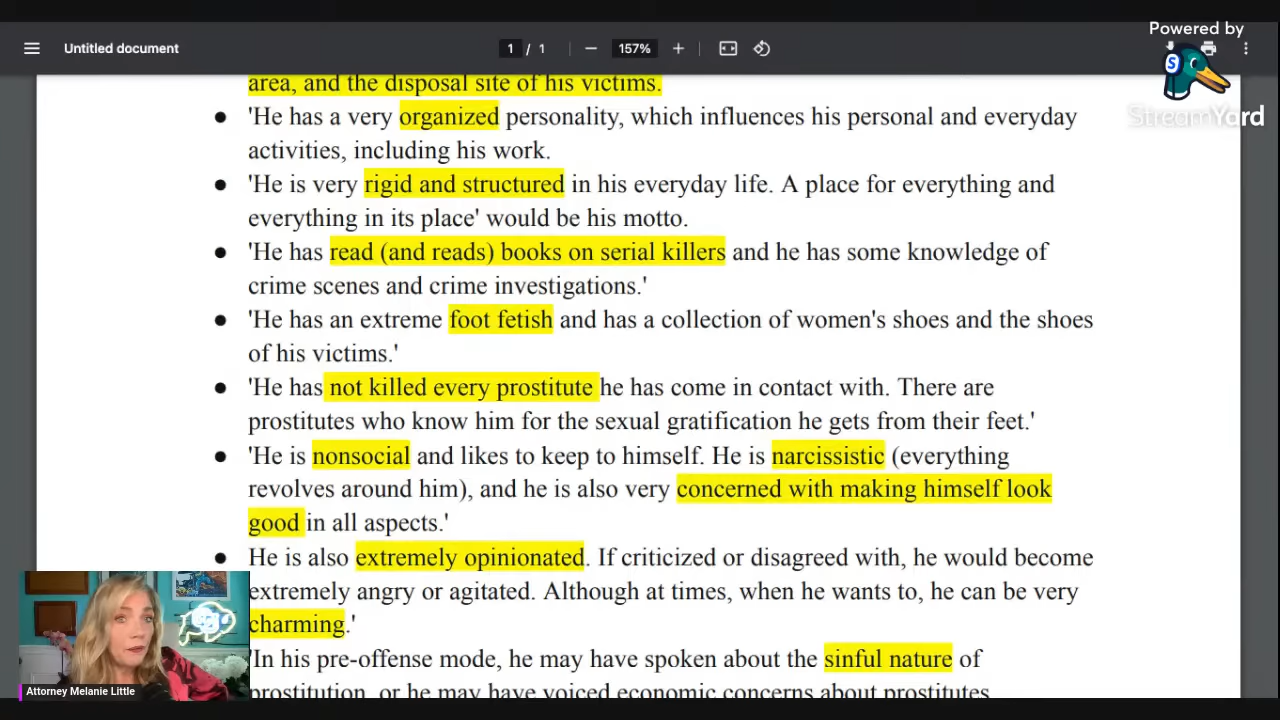 Untitled document
1 / 1
157%
Powered by
StreamYard
area, and the disposal site of his victims.
● 'He has a very organized personality, which influences his personal and everyday
activities, including his work.
● 'He is very rigid and structured in his everyday life. A place for everything and
everything in its place' would be his motto.
● 'He has read (and reads) books on serial killers and he has some knowledge of
crime scenes and crime investigations.'
● 'He has an extreme foot fetish and has a collection of women's shoes and the shoes
of his victims.'
● 'He has not killed every prostitute he has come in contact with. There are
prostitutes who know him for the sexual gratification he gets from their feet.'
● 'He is nonsocial and likes to keep to himself. He is narcissistic (everything
revolves around him), and he is also very concerned with making himself look
good in all aspects.'
● He is also extremely opinionated. If criticized or disagreed with, he would become
extremely angry or agitated. Although at times, when he wants to, he can be very
charming.'
'In his pre-offense mode, he may have spoken about the sinful nature of
prostitution, or he may have voiced economic concerns about prostitutes
Attorney Melanie Little